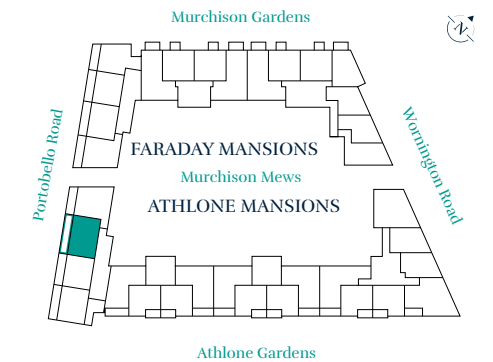 Murchison Gardens
N
Portobello Road
Wornington Road
FARADAY MANSIONS
Murchison Mews
ATHLONE MANSIONS
Athlone Gardens